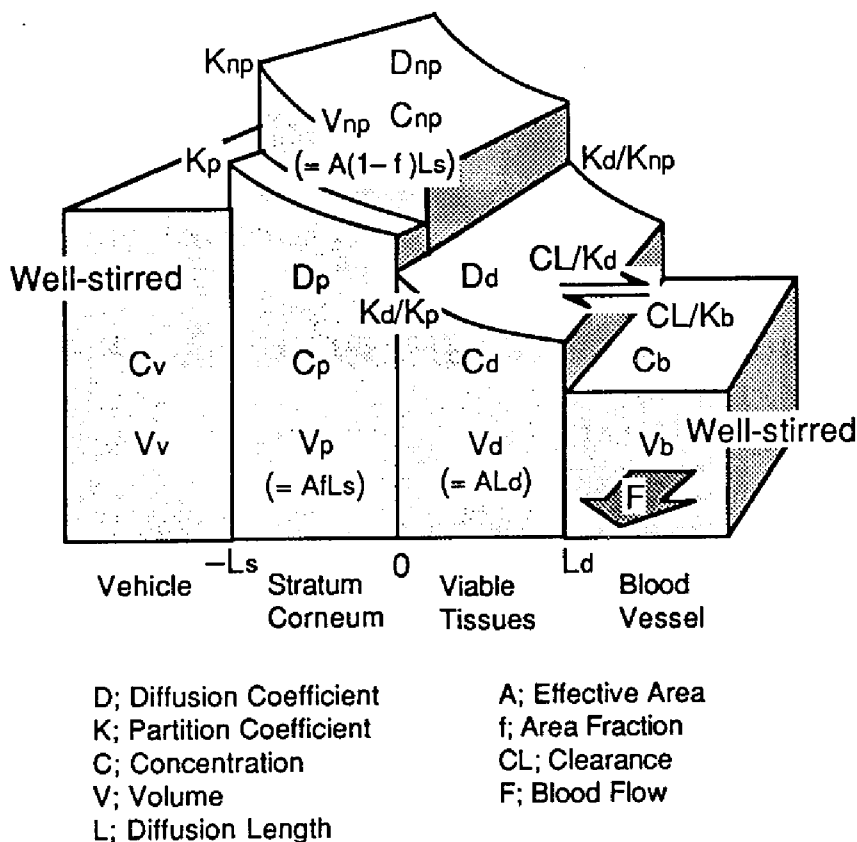 Knp
Dnp
Vnp
Cnp
Kp
(= A(1−f)Ls)
Kd/Knp
Well-stirred
Dp
Dd
CL/Kd
Kd/Kp
CL/Kb
Cv
Cp
Cd
Cb
Vv
Vp
Vd
Vb
Well-stirred
(= AfLs)
(= ALd)
F
−Ls
0
Ld
Vehicle
Stratum
Corneum
Viable
Tissues
Blood
Vessel
D; Diffusion Coefficient
K; Partition Coefficient
C; Concentration
V; Volume
L; Diffusion Length
A; Effective Area
f; Area Fraction
CL; Clearance
F; Blood Flow